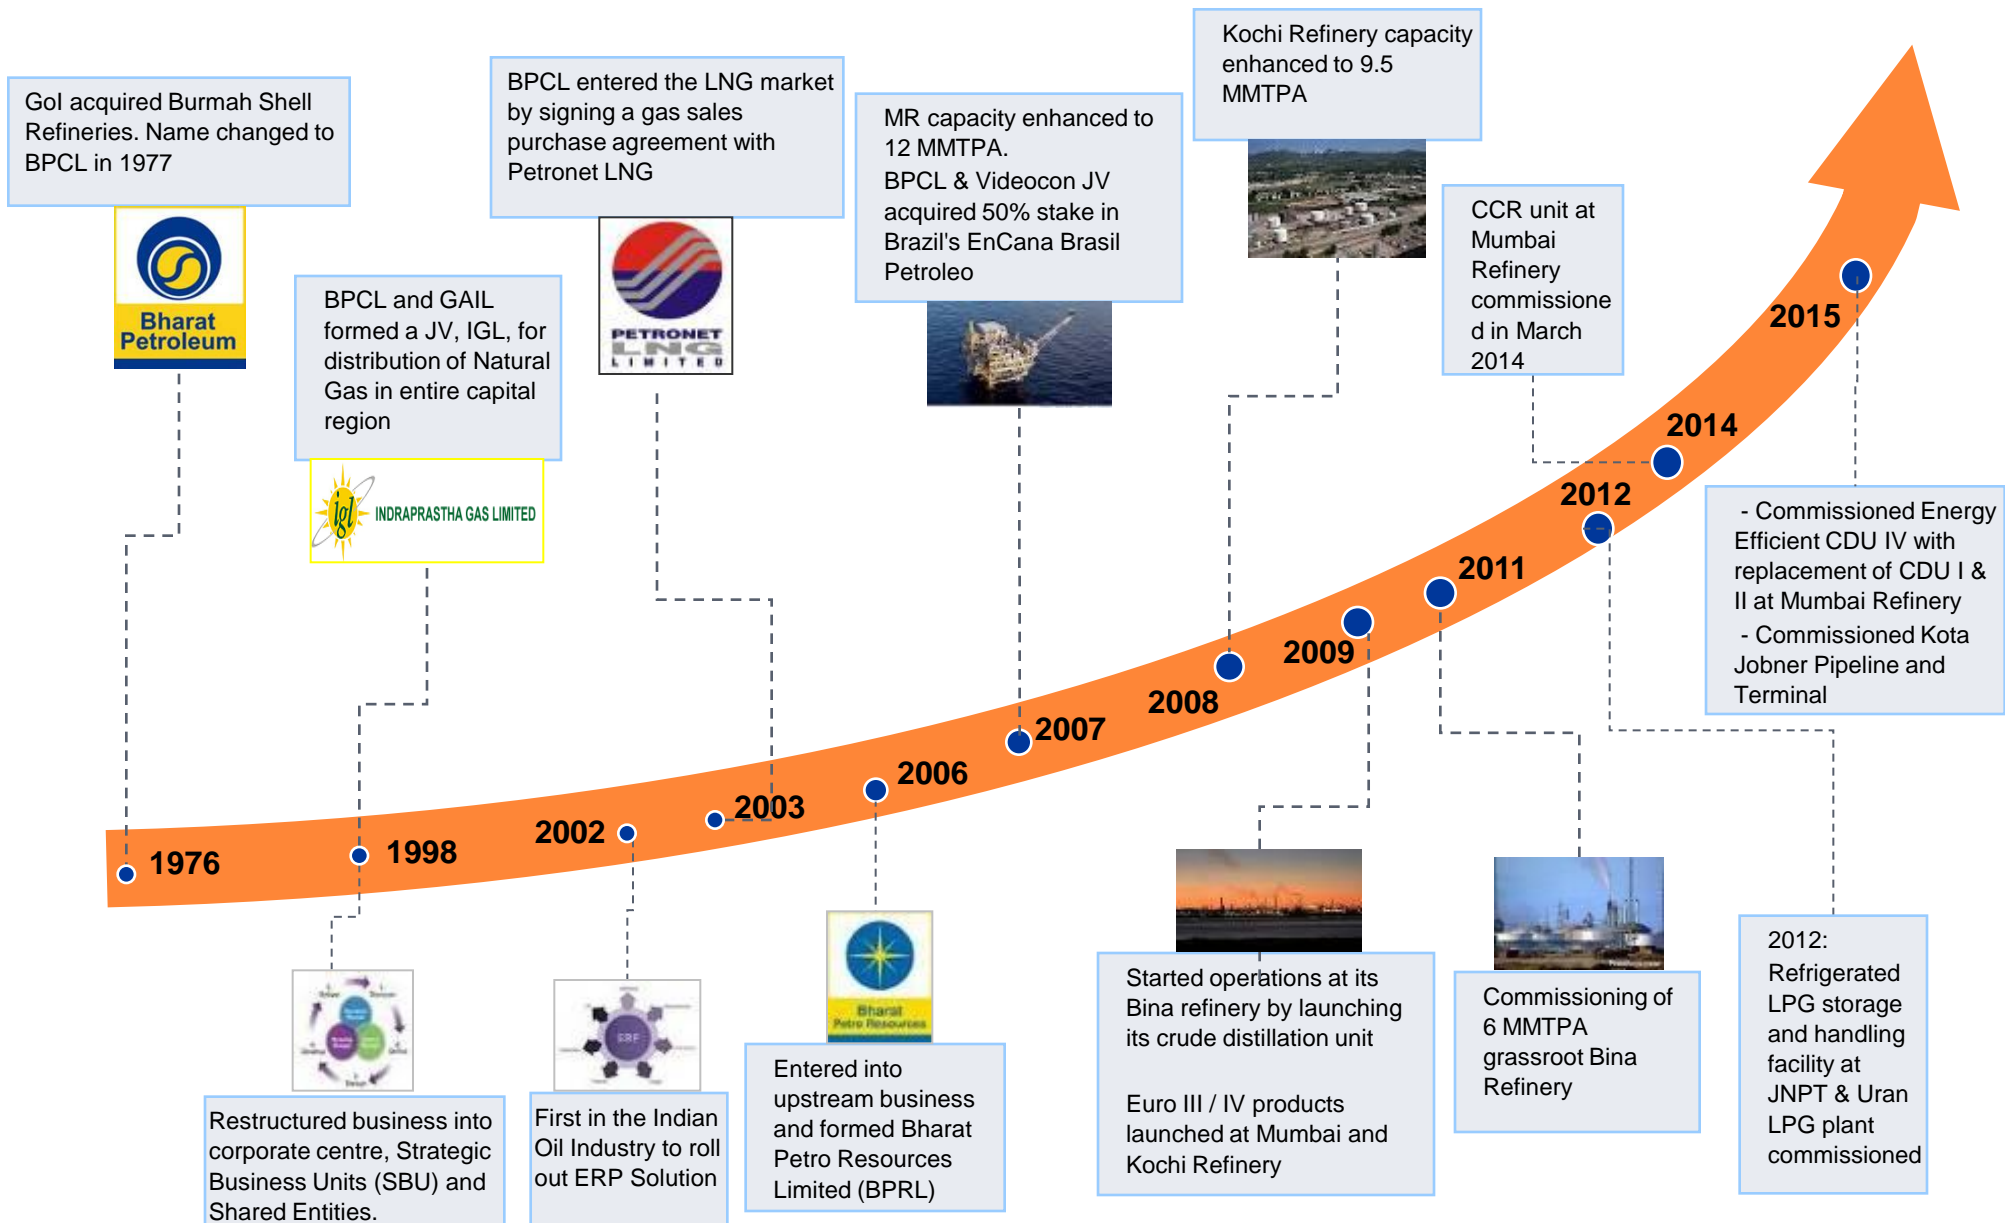 GoI acquired Burmah Shell
Refineries. Name changed to
BPCL in 1977
Bharat
Petroleum
BPCL and GAIL
formed a JV, IGL, for
distribution of Natural
Gas in entire capital
region
igl
INDRAPRASTHA GAS LIMITED
BPCL entered the LNG market
by signing a gas sales
purchase agreement with
Petronet LNG
PETRONET
LNG
LIMITED
MR capacity enhanced to
12 MMTPA.
BPCL & Videocon JV
acquired 50% stake in
Brazil's EnCana Brasil
Petroleo
Kochi Refinery capacity
enhanced to 9.5
MMTPA
CCR unit at
Mumbai
Refinery
commissione
d in March
2014
1976
1998
2002
2003
2006
2007
2008
2009
2011
2012
2014
2015
- Commissioned Energy
Efficient CDU IV with
replacement of CDU I &
II at Mumbai Refinery
- Commissioned Kota
Jobner Pipeline and
Terminal
Restructured business into
corporate centre, Strategic
Business Units (SBU) and
Shared Entities.
ERP
First in the Indian
Oil Industry to roll
out ERP Solution
Bharat
Petro Resources
Entered into
upstream business
and formed Bharat
Petro Resources
Limited (BPRL)
Started operations at its
Bina refinery by launching
its crude distillation unit
Euro III / IV products
launched at Mumbai and
Kochi Refinery
Commissioning of
6 MMTPA
grassroot Bina
Refinery
2012:
Refrigerated
LPG storage
and handling
facility at
JNPT & Uran
LPG plant
commissioned